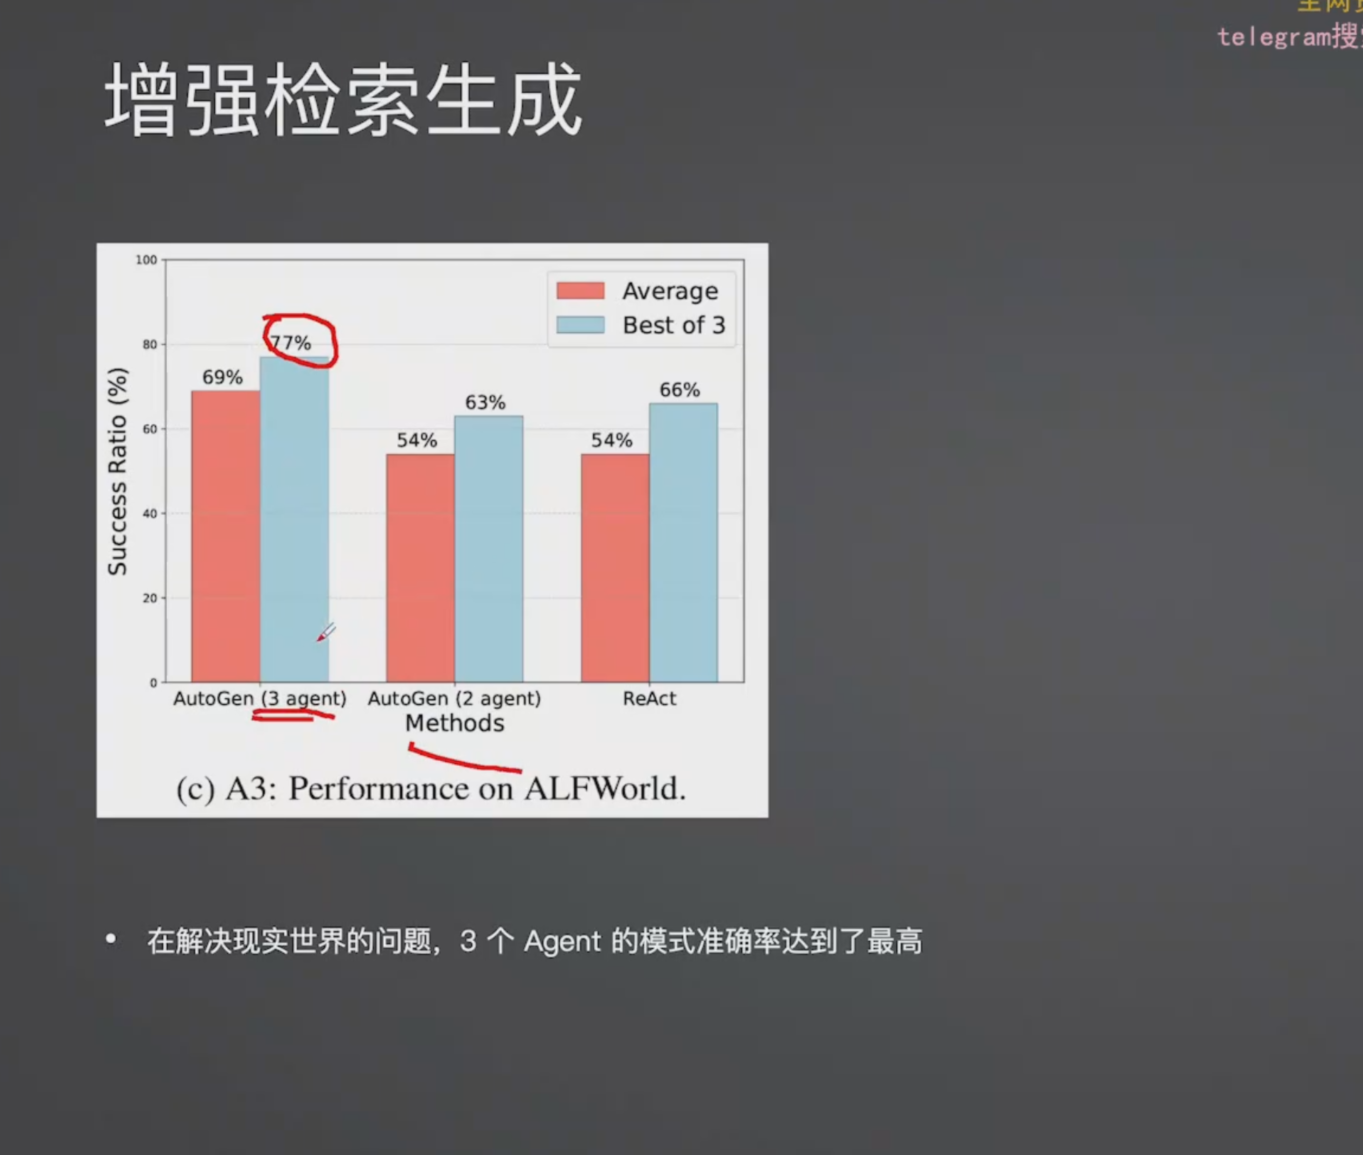 telegram搜
增强检索生成
100
80
60
40
20
0
Success Ratio (%)
Average
Best of 3
69%
77%
54%
63%
54%
66%
AutoGen (3 agent)
AutoGen (2 agent)
ReAct
Methods
(c) A3: Performance on ALFWorld.
• 在解决现实世界的问题，3 个 Agent 的模式准确率达到了最高